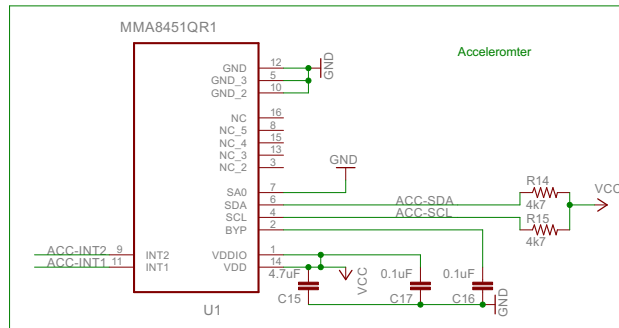 MMA8451QR1
Acceleromter
GND 12
GND_3 5
GND_2 10
GND
NC 16
NC_5 8
NC_4 15
NC_3 13
NC_2 3
GND
SA0 7
SDA 6 ACC-SDA
SCL 4 ACC-SCL
BYP 2
R14
4k7
R15
4k7
VCC
ACC-INT2 9 INT2
ACC-INT1 11 INT1
VDDIO 1
VDD 14
4.7uF
C15
VCC
0.1uF
C17
0.1uF
C16
GND
U1